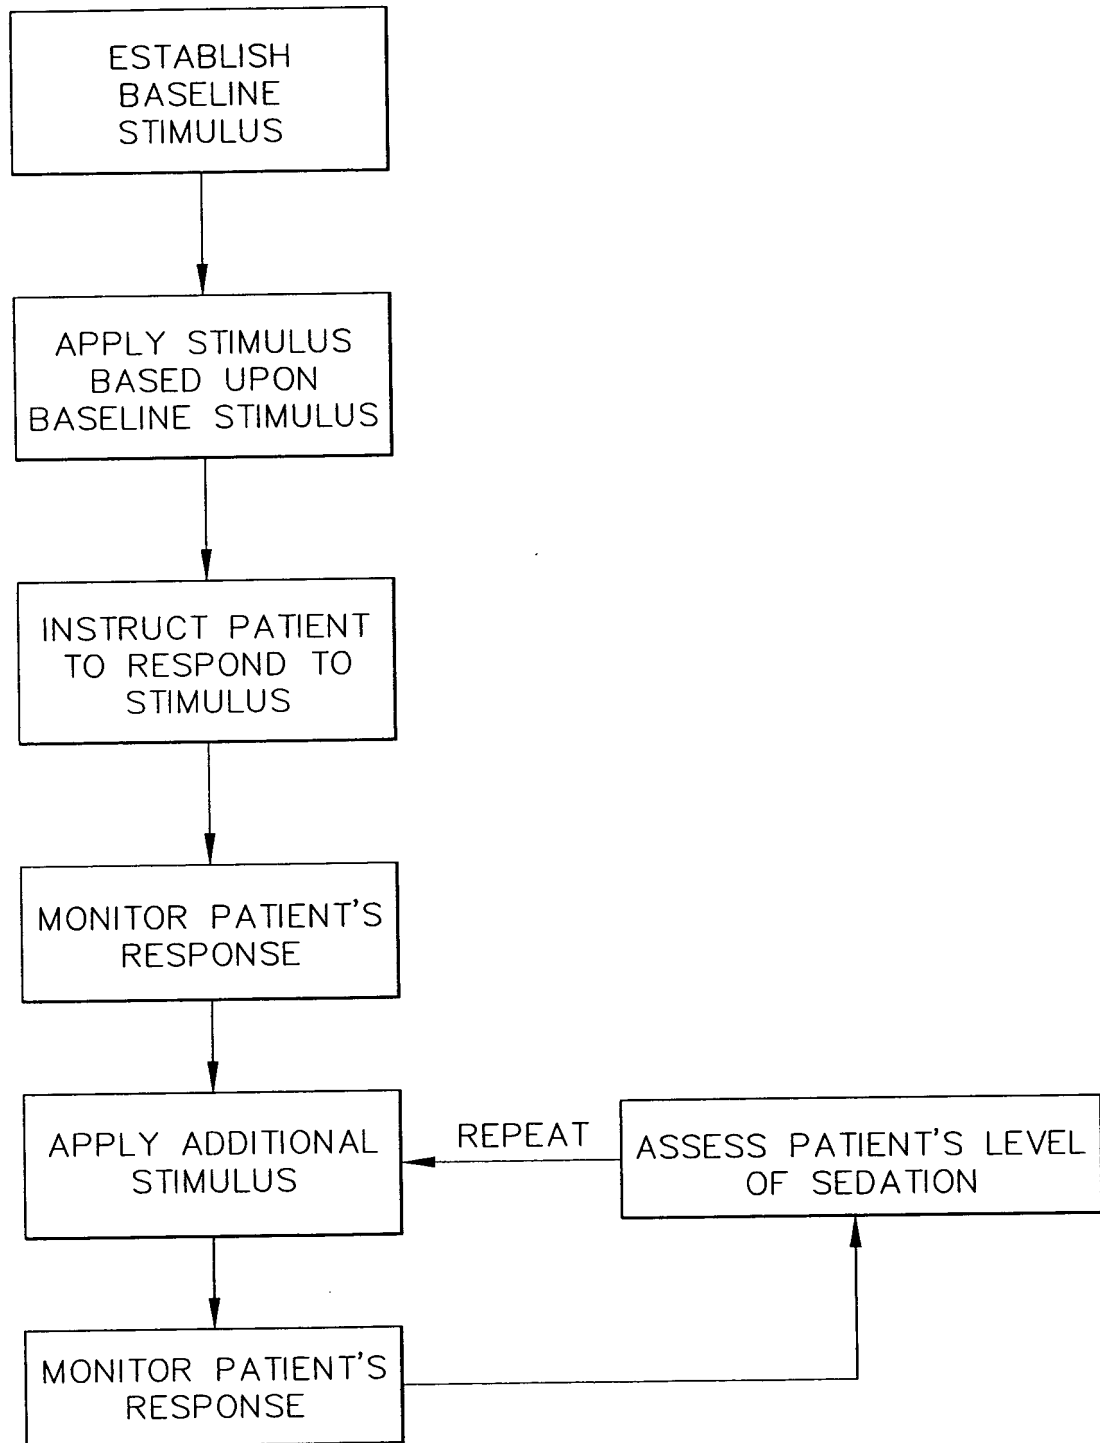 ESTABLISH
BASELINE
STIMULUS
APPLY STIMULUS
BASED UPON
BASELINE STIMULUS
INSTRUCT PATIENT
TO RESPOND TO
STIMULUS
MONITOR PATIENT'S
RESPONSE
APPLY ADDITIONAL
STIMULUS
REPEAT
ASSESS PATIENT'S LEVEL
OF SEDATION
MONITOR PATIENT'S
RESPONSE